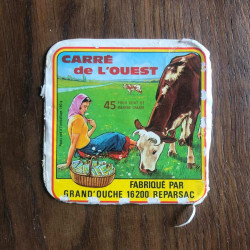 CARRÉ
de L'OUEST
45
FABRIQUÉ PAR
GRAND'OUCHE 16200 REPARSAC